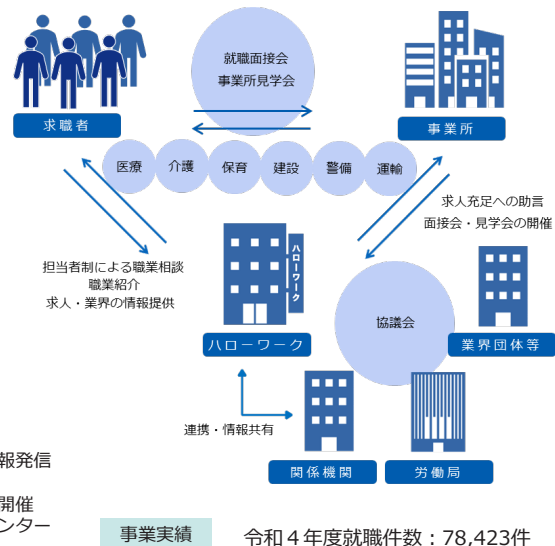 就職面接会
事業所見学会
求職者
事業所
医療
介護
保育
建設
警備
運輸
求人充足への助言
面接会・見学会の開催
担当者制による職業相談
職業紹介
求人・業界の情報提供
ハローワーク
ハローワーク
協議会
業界団体等
連携・情報共有
関係機関
労働局
報発信
開催
ンター
事業実績
令和４年度就職件数：78,423件